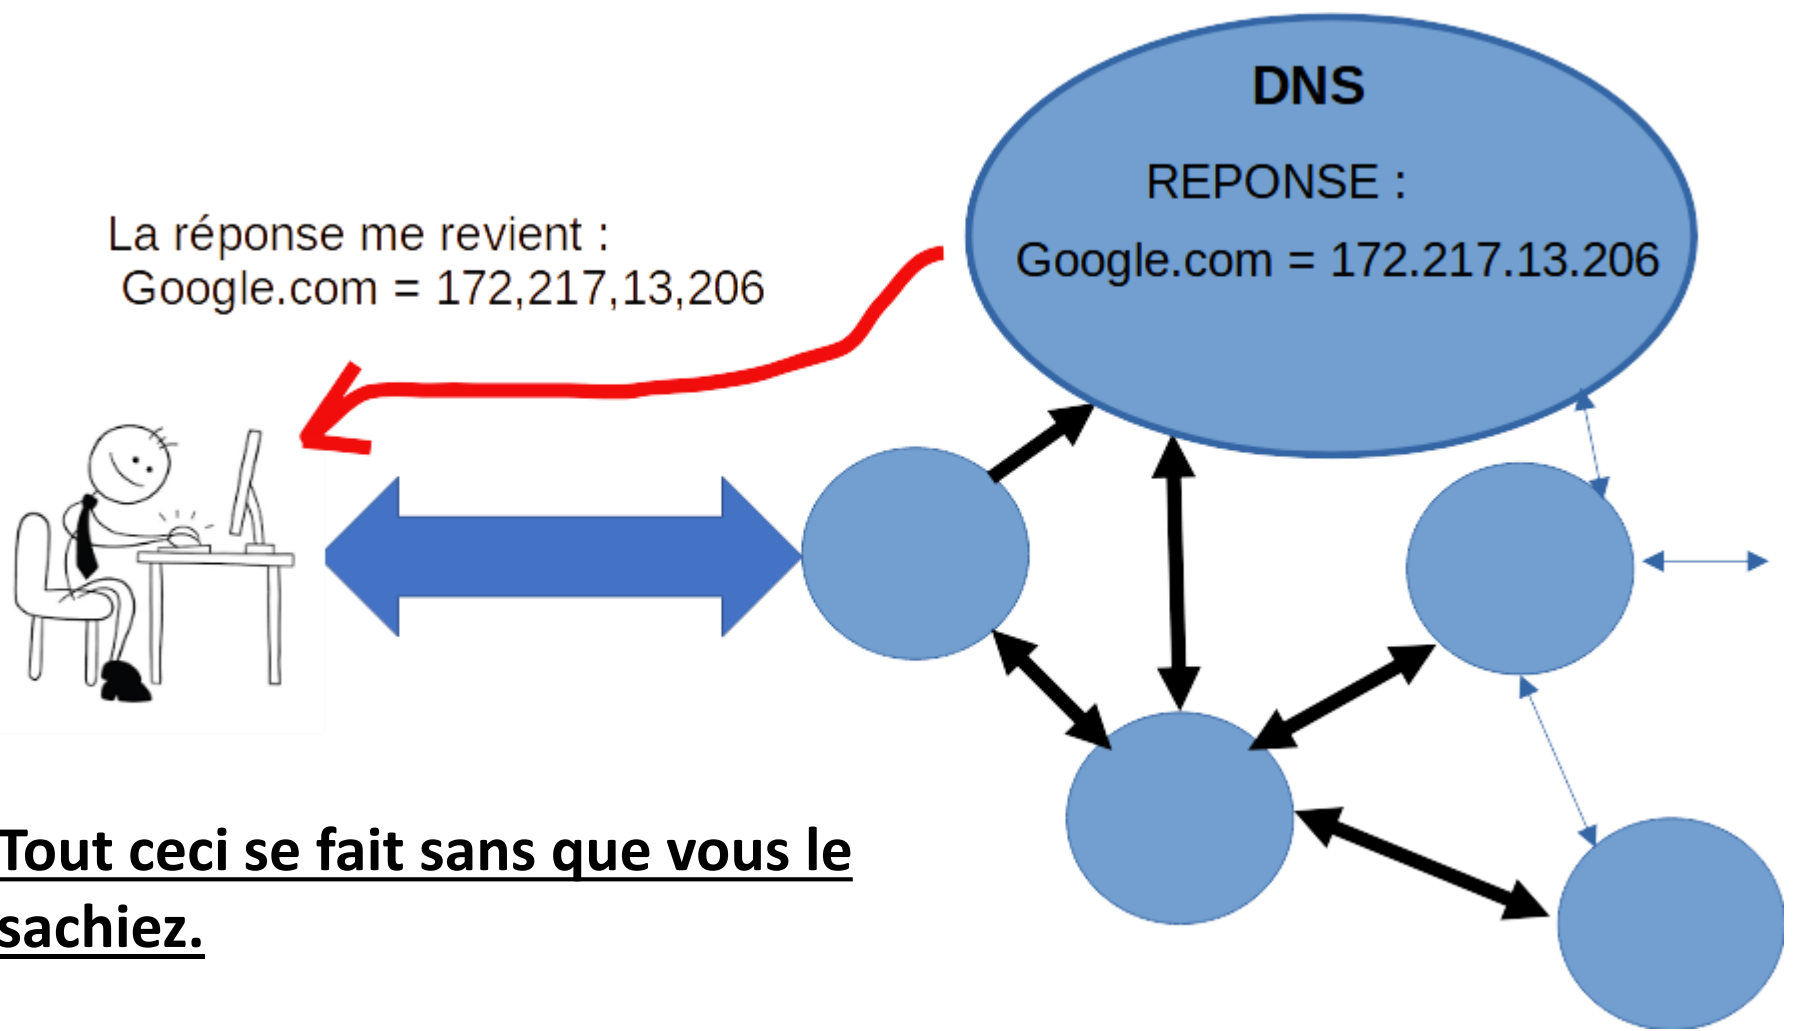 DNS
REPONSE :
Google.com = 172.217.13.206
La réponse me revient :
Google.com = 172,217,13,206
Tout ceci se fait sans que vous le
sachiez.